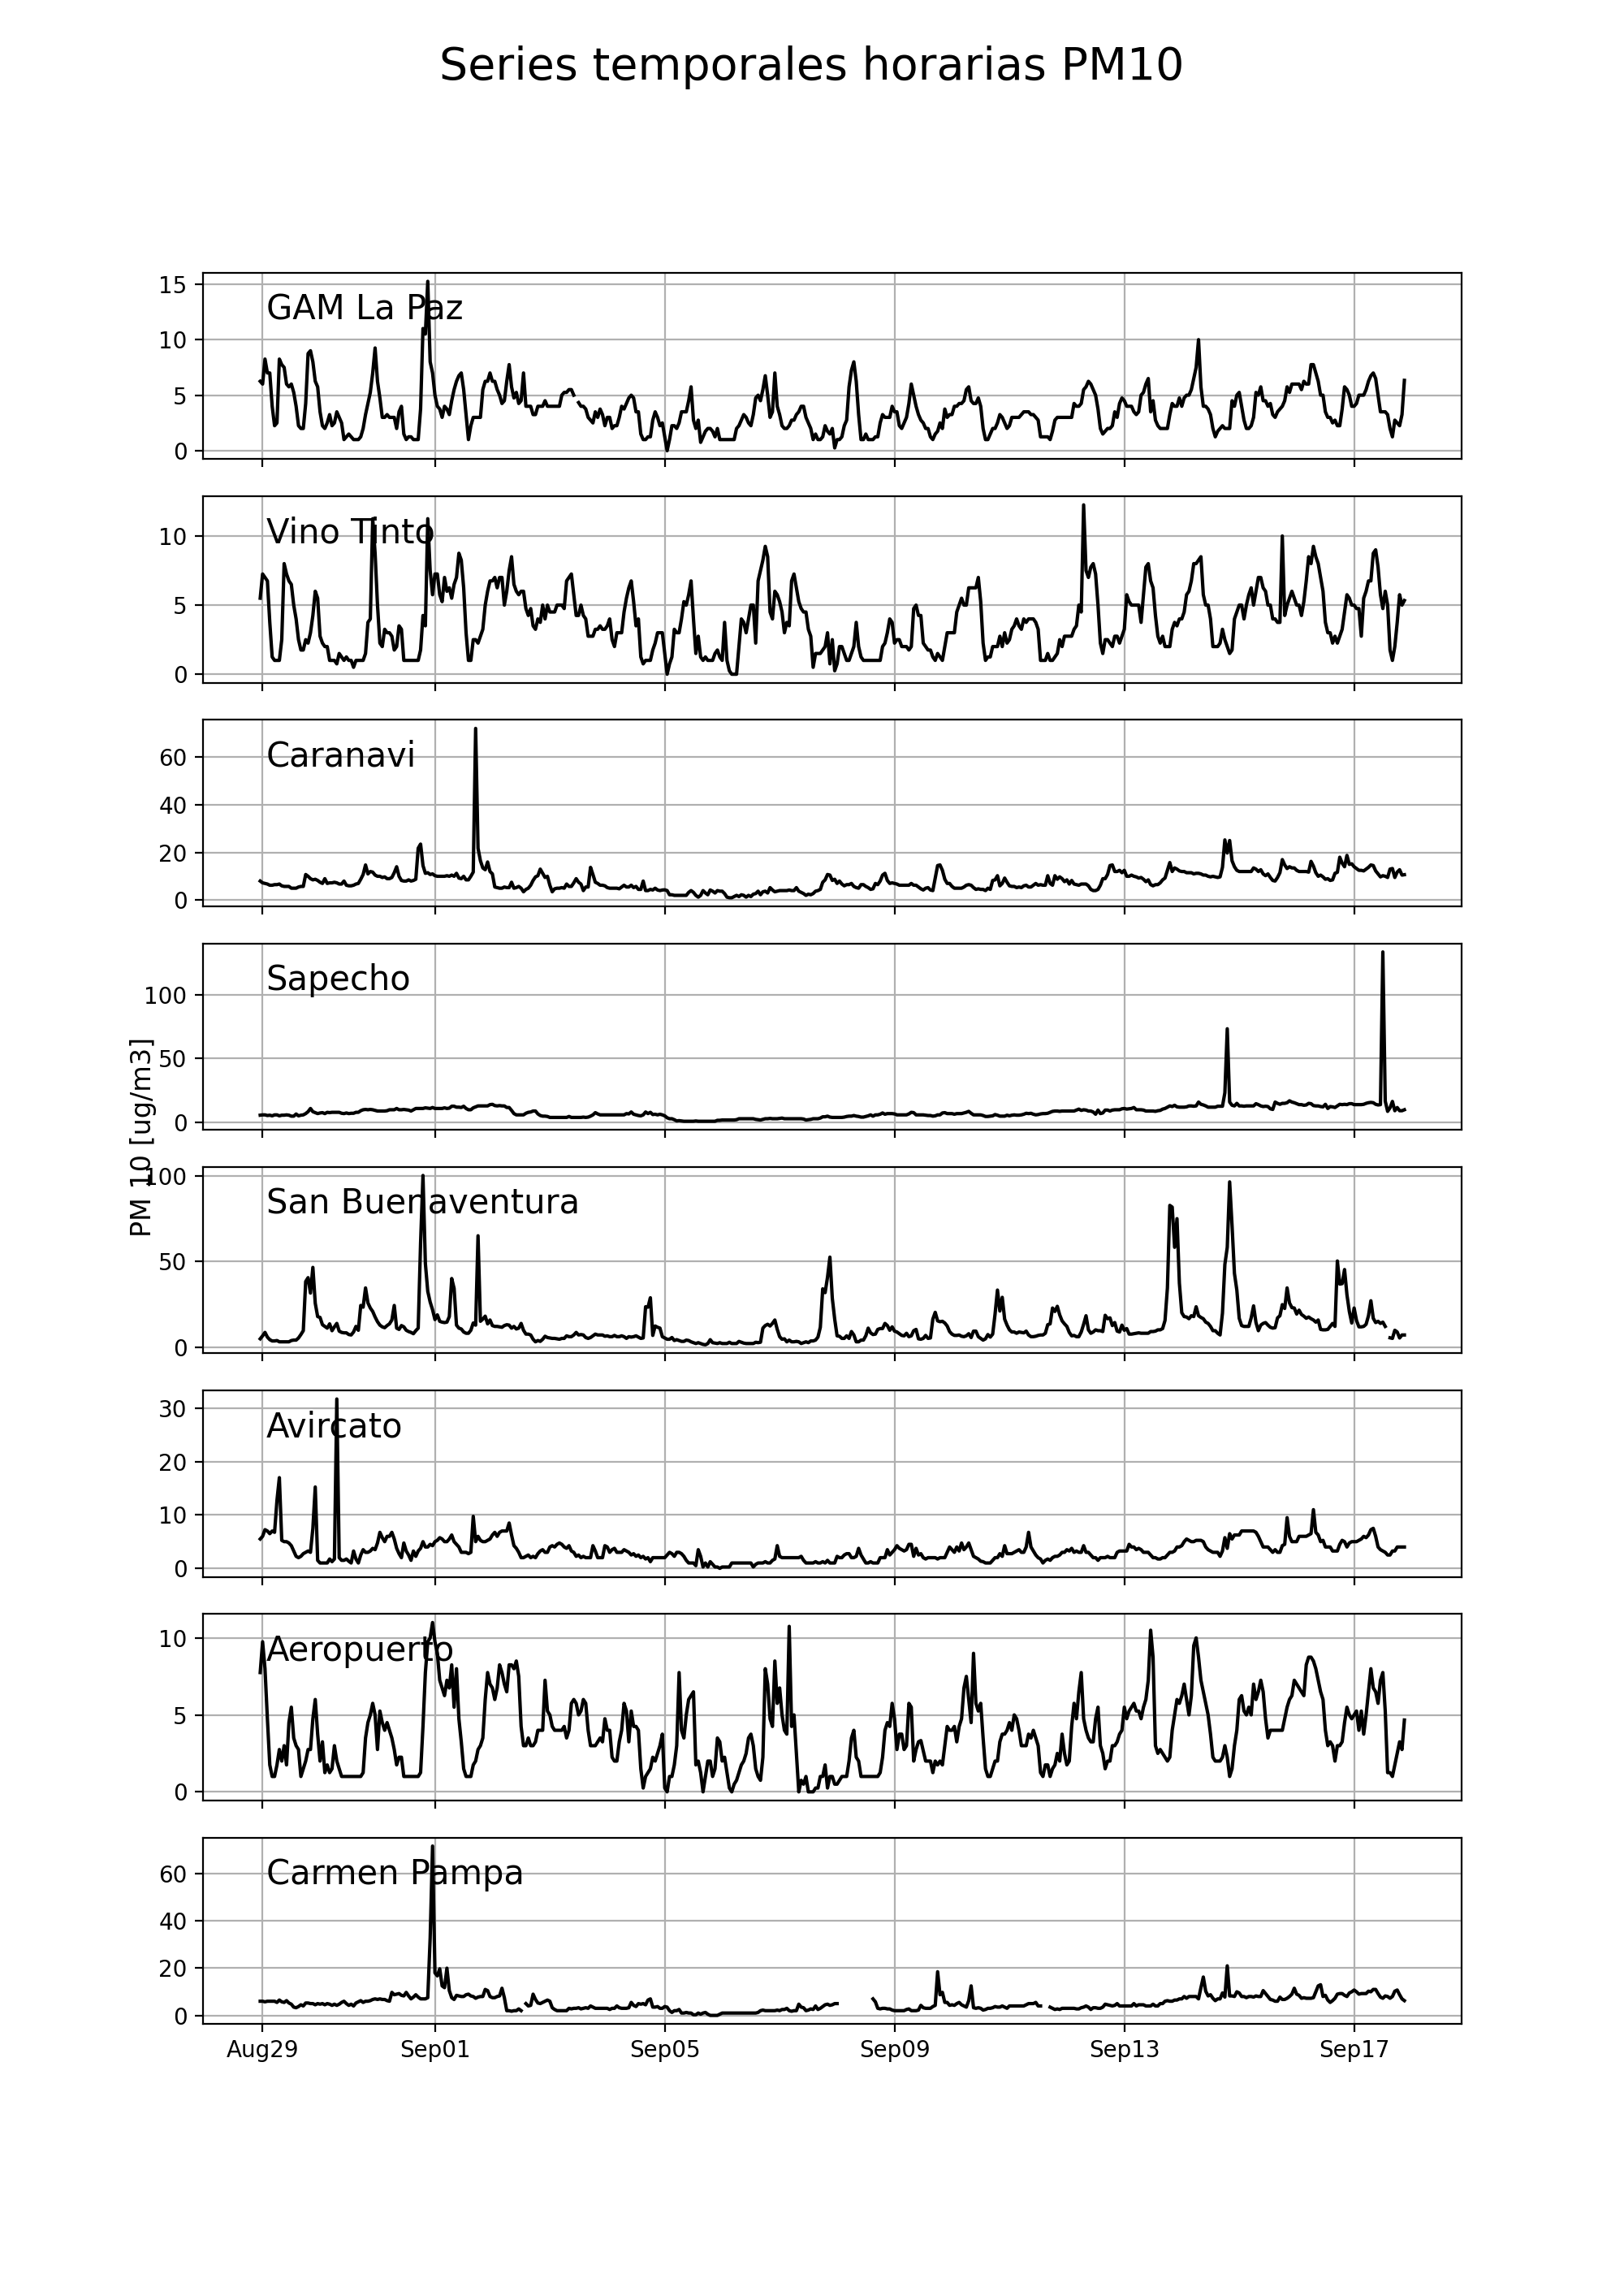 Series temporales horarias PM10
15
GAM La Paz
10
5
0
Vino Tinto
10
5
0
Caranavi
60
40
20
0
Sapecho
100
50
0
PM 10 [ug/m3]
100
San Buenaventura
50
0
30
Avircato
20
10
0
10
Aeropuerto
5
0
Carmen Pampa
60
40
20
0
Aug29 Sep01 Sep05 Sep09 Sep13 Sep17